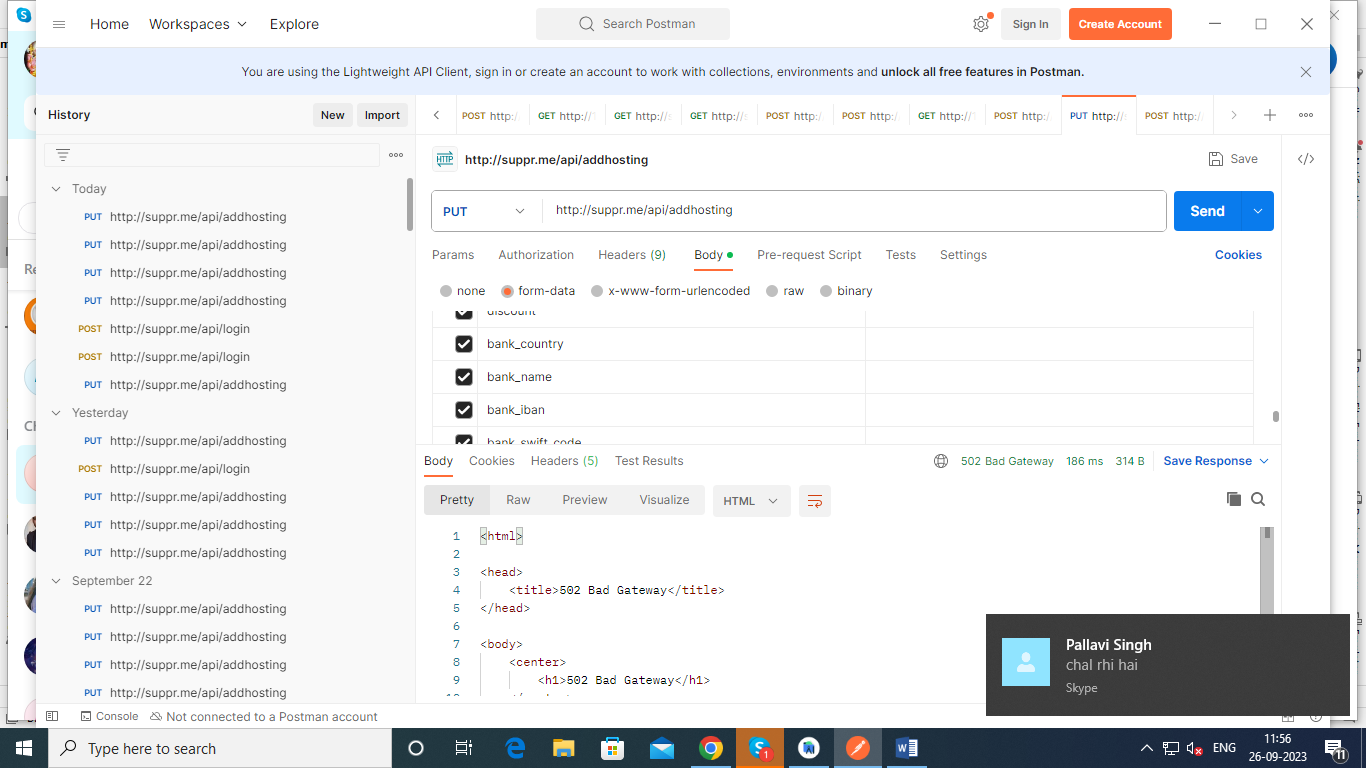 Home
Workspaces
Explore
Search Postman
Sign In
Create Account
You are using the Lightweight API Client, sign in or create an account to work with collections, environments and unlock all free features in Postman.
History
New
Import
POST http:/
GET http://
GET http://
GET http://
POST http:/
POST http:/
GET http://
POST http:/
PUT http://
POST http:/
HTTP
http://suppr.me/api/addhosting
Save
Today
PUT http://suppr.me/api/addhosting
PUT http://suppr.me/api/addhosting
PUT http://suppr.me/api/addhosting
PUT http://suppr.me/api/addhosting
POST http://suppr.me/api/login
POST http://suppr.me/api/login
PUT http://suppr.me/api/addhosting
Yesterday
PUT http://suppr.me/api/addhosting
POST http://suppr.me/api/login
PUT http://suppr.me/api/addhosting
PUT http://suppr.me/api/addhosting
PUT http://suppr.me/api/addhosting
September 22
PUT http://suppr.me/api/addhosting
PUT http://suppr.me/api/addhosting
PUT http://suppr.me/api/addhosting
PUT http://suppr.me/api/addhosting
PUT
http://suppr.me/api/addhosting
Send
Params
Authorization
Headers (9)
Body
Pre-request Script
Tests
Settings
Cookies
none
form-data
x-www-form-urlencoded
raw
binary
discount
bank_country
bank_name
bank_iban
bank_swift_code
Body
Cookies
Headers (5)
Test Results
502 Bad Gateway
186 ms
314 B
Save Response
Pretty
Raw
Preview
Visualize
HTML
1 <html>
2
3 <head>
4 <title>502 Bad Gateway</title>
5 </head>
6
7 <body>
8 <center>
9 <h1>502 Bad Gateway</h1>
Pallavi Singh
chal rhi hai
Skype
Console
Not connected to a Postman account
Type here to search
1
ENG
11:56
26-09-2023
11